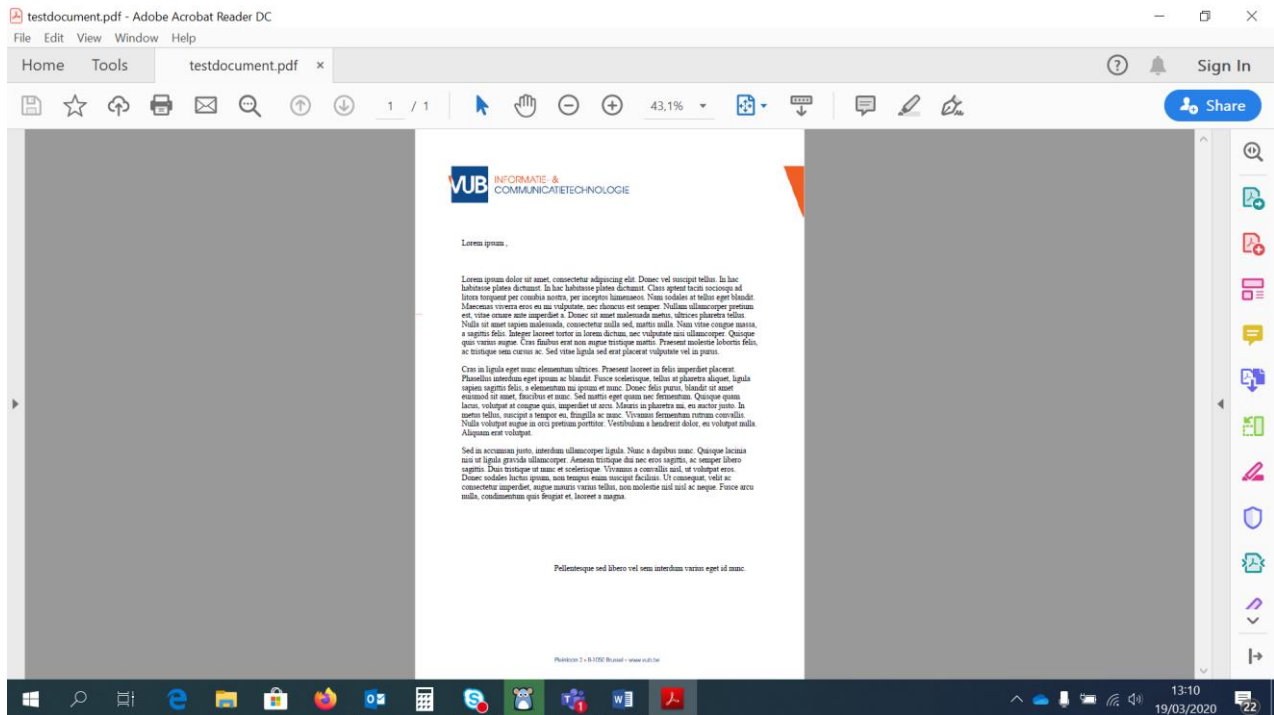 testdocument.pdf - Adobe Acrobat Reader DC
File Edit View Window Help
Home Tools testdocument.pdf × ? Sign In
1 / 1 43,1% Share
VUB INFORMATIE- &
COMMUNICATIETECHNOLOGIE
Lorem ipsum ,
Lorem ipsum dolor sit amet, consectetur adipiscing elit. Donec vel suscipit tellus. In hac
habitasse platea dictumst. In hac habitasse platea dictumst. Class aptent taciti sociosqu ad
litora torquent per conubia nostra, per inceptos himenaeos. Nam sodales at tellus eget blandit.
Maecenas viverra eros eu mi vulputate, nec rhoncus est semper. Nullam ullamcorper pretium
est, vitae ornare ante imperdiet a. Donec sit amet malesuada metus, ultrices pharetra tellus.
Nulla sit amet sapien malesuada, consectetur nulla sed, mattis nulla. Nam vitae congue massa,
a sagittis felis. Integer laoreet tortor in lorem dictum, nec vulputate nisi ullamcorper. Quisque
quis varius augue. Cras finibus erat non augue tristique mattis. Praesent molestie lobortis felis,
ac tristique sem cursus ac. Sed vitae ligula sed erat placerat vulputate vel in purus.
Cras in ligula eget nunc elementum ultrices. Praesent laoreet in felis imperdiet placerat.
Phasellus interdum eget ipsum ac blandit. Fusce scelerisque, tellus at pharetra aliquet, ligula
sapien sagittis felis, a elementum mi ipsum et nunc. Donec felis purus, blandit sit amet
euismod sit amet, faucibus et nunc. Sed mattis eget quam nec fermentum. Quisque quam
lacus, volutpat at congue quis, imperdiet ut arcu. Mauris in pharetra mi, eu auctor justo. In
metus tellus, suscipit a tempor eu, fringilla ac nunc. Vivamus fermentum rutrum convallis.
Nulla volutpat augue in orci pretium porttitor. Vestibulum a hendrerit dolor, eu volutpat nulla.
Aliquam erat volutpat.
Sed in accumsan justo, interdum ullamcorper ligula. Nunc a dapibus nunc. Quisque lacinia
nisi ut ligula gravida ullamcorper. Aenean tristique dui nec eros sagittis, ac semper libero
sagittis. Duis tristique ut nunc et scelerisque. Vivamus a convallis nisl, ut volutpat eros.
Donec sodales luctus ipsum, non tempus enim suscipit facilisis. Ut consequat, velit ac
consectetur imperdiet, augue mauris varius tellus, non molestie nisl nisl ac neque. Fusce arcu
nulla, condimentum quis feugiat et, laoreet a magna.
Pellentesque sed libero vel sem interdum varius eget id nunc.
Pleinlaan 2 • B-1050 Brussel • www.vub.be
13:10
19/03/2020 22